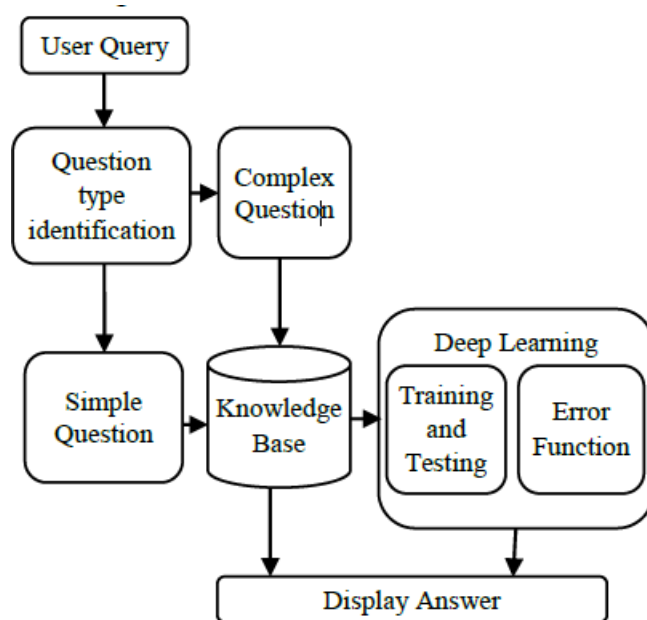 User Query
Question
type
identification
Complex
Question
Simple
Question
Knowledge
Base
Deep Learning
Training
and
Testing
Error
Function
Display Answer